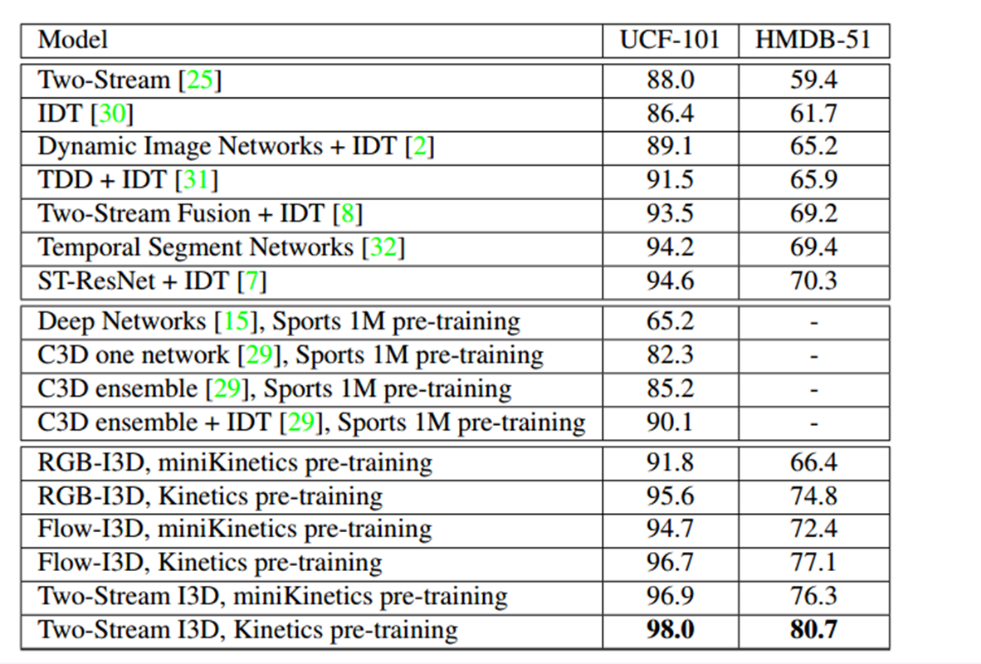 Model UCF-101 HMDB-51
Two-Stream [25] 88.0 59.4
IDT [30] 86.4 61.7
Dynamic Image Networks + IDT [2] 89.1 65.2
TDD + IDT [31] 91.5 65.9
Two-Stream Fusion + IDT [8] 93.5 69.2
Temporal Segment Networks [32] 94.2 69.4
ST-ResNet + IDT [7] 94.6 70.3
Deep Networks [15], Sports 1M pre-training 65.2 -
C3D one network [29], Sports 1M pre-training 82.3 -
C3D ensemble [29], Sports 1M pre-training 85.2 -
C3D ensemble + IDT [29], Sports 1M pre-training 90.1 -
RGB-I3D, miniKinetics pre-training 91.8 66.4
RGB-I3D, Kinetics pre-training 95.6 74.8
Flow-I3D, miniKinetics pre-training 94.7 72.4
Flow-I3D, Kinetics pre-training 96.7 77.1
Two-Stream I3D, miniKinetics pre-training 96.9 76.3
Two-Stream I3D, Kinetics pre-training 98.0 80.7